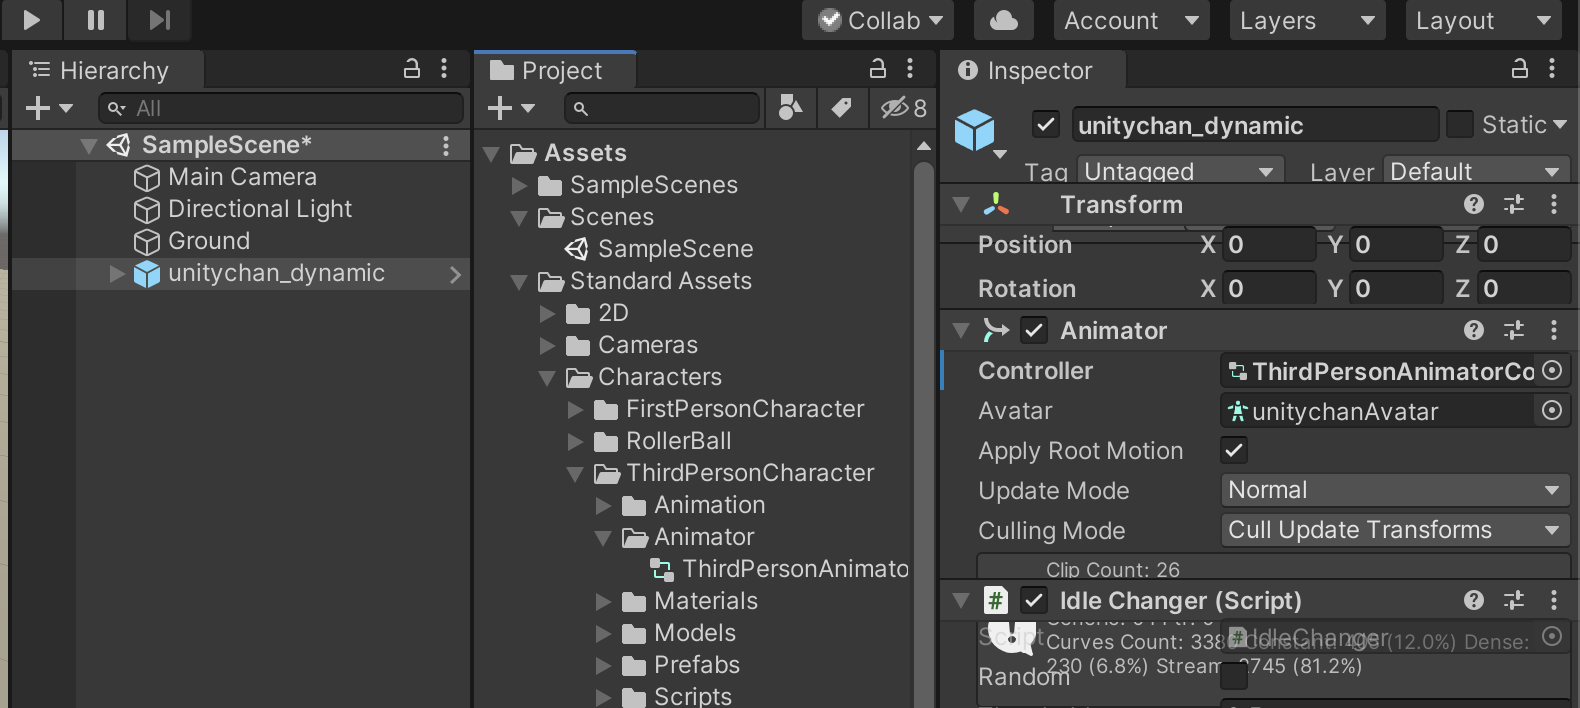 Collab
Account
Layers
Layout
Hierarchy
All
SampleScene*
Main Camera
Directional Light
Ground
unitychan_dynamic
Project
8
Assets
SampleScenes
Scenes
SampleScene
Standard Assets
2D
Cameras
Characters
FirstPersonCharacter
RollerBall
ThirdPersonCharacter
Animation
Animator
ThirdPersonAnimato
Materials
Models
Prefabs
Scripts
Inspector
unitychan_dynamic Static
Tag Untagged Layer Default
Transform
Position X 0 Y 0 Z 0
Rotation X 0 Y 0 Z 0
Animator
Controller ThirdPersonAnimatorCo
Avatar unitychanAvatar
Apply Root Motion
Update Mode Normal
Culling Mode Cull Update Transforms
Clip Count: 26
# Idle Changer (Script)
Script # IdleChanger
Curves Count: Constant: (12.0%) Dense:
230 (6.8%) Stream 2745 (81.2%)
Random